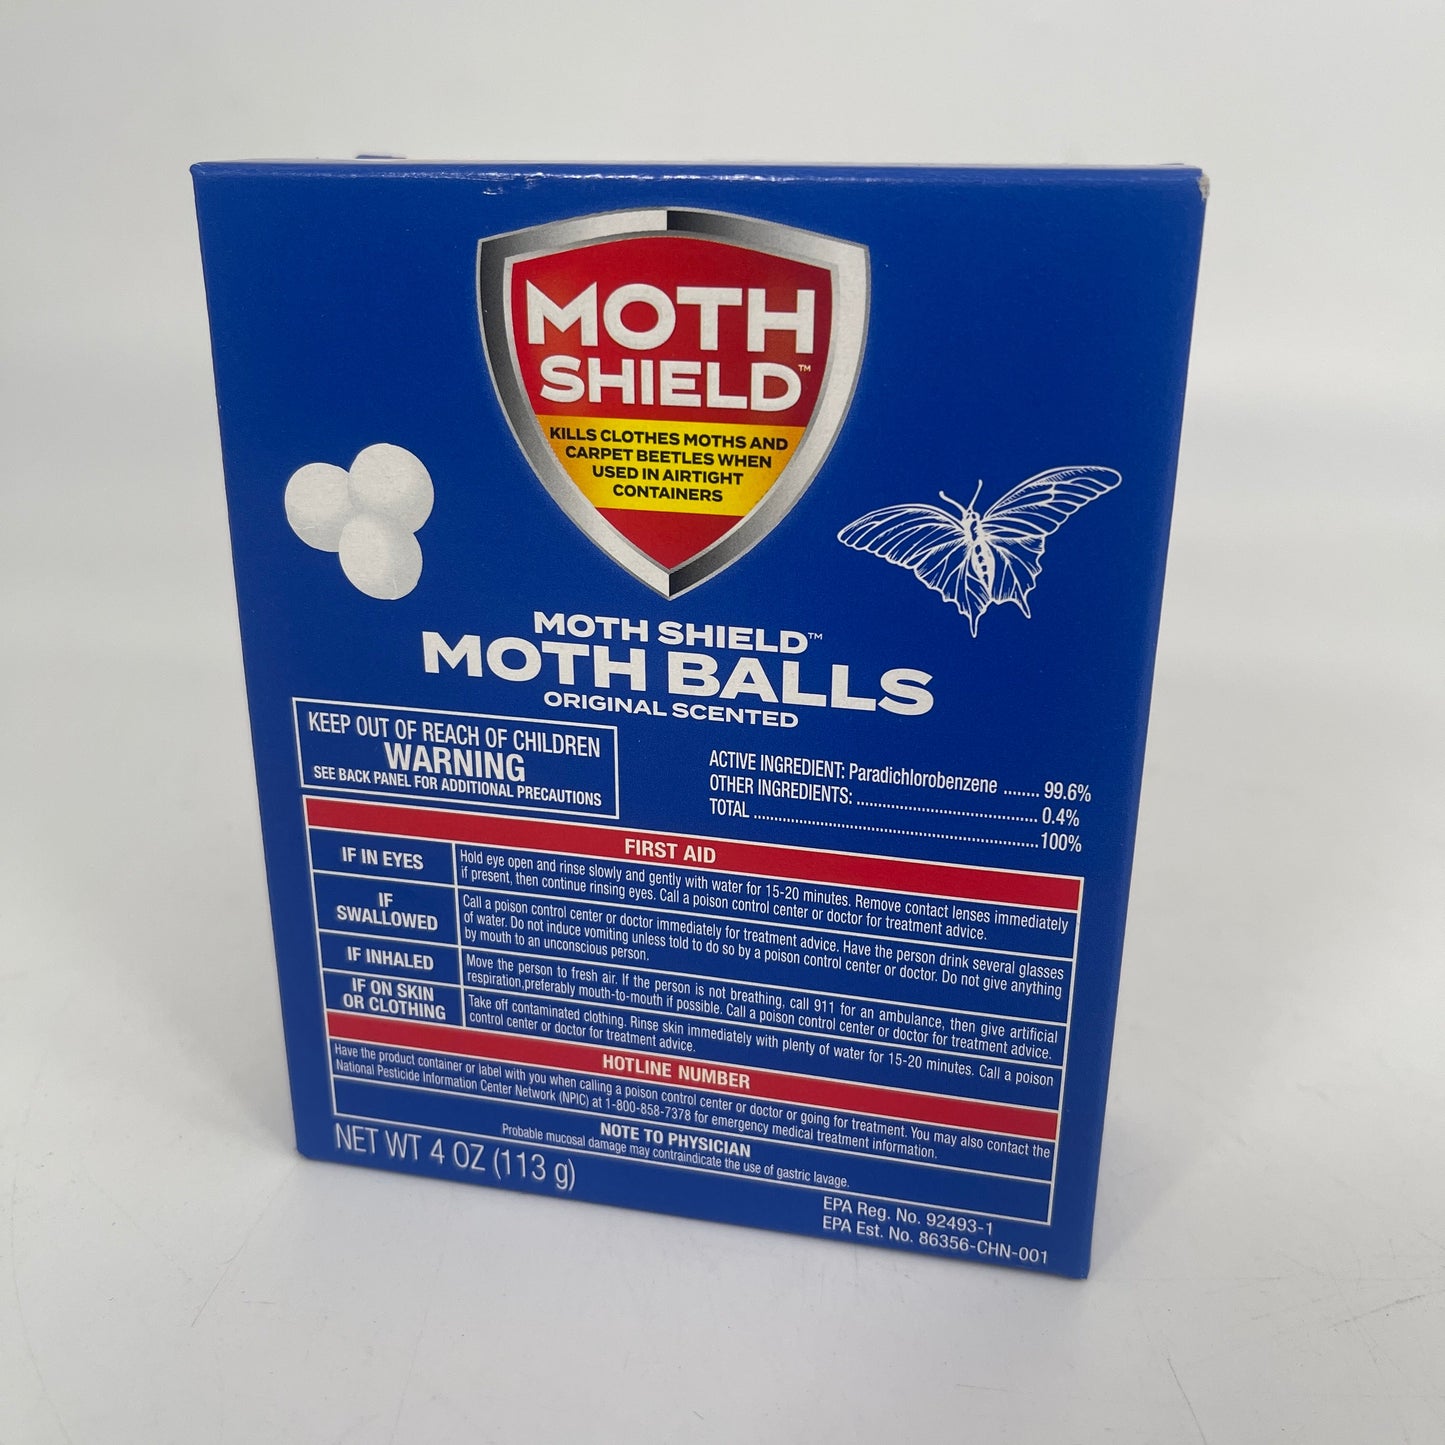 MOTH
SHIELD™
KILLS CLOTHES MOTHS AND
CARPET BEETLES WHEN
USED IN AIRTIGHT
CONTAINERS
MOTH SHIELD™
MOTH BALLS
ORIGINAL SCENTED
KEEP OUT OF REACH OF CHILDREN
WARNING
SEE BACK PANEL FOR ADDITIONAL PRECAUTIONS
ACTIVE INGREDIENT: Paradichlorobenzene ........ 99.6%
OTHER INGREDIENTS: ........................................ 0.4%
TOTAL ................................................................ 100%
FIRST AID
IF IN EYES
Hold eye open and rinse slowly and gently with water for 15-20 minutes. Remove contact lenses immediately
if present, then continue rinsing eyes. Call a poison control center or doctor for treatment advice.
IF
SWALLOWED
Call a poison control center or doctor immediately for treatment advice. Have the person drink several glasses
of water. Do not induce vomiting unless told to do so by a poison control center or doctor. Do not give anything
by mouth to an unconscious person.
IF INHALED
Move the person to fresh air. If the person is not breathing, call 911 for an ambulance, then give artificial
respiration,preferably mouth-to-mouth if possible. Call a poison control center or doctor for treatment advice.
IF ON SKIN
OR CLOTHING
Take off contaminated clothing. Rinse skin immediately with plenty of water for 15-20 minutes. Call a poison
control center or doctor for treatment advice.
HOTLINE NUMBER
Have the product container or label with you when calling a poison control center or doctor or going for treatment. You may also contact the
National Pesticide Information Center Network (NPIC) at 1-800-858-7378 for emergency medical treatment information.
NOTE TO PHYSICIAN
Probable mucosal damage may contraindicate the use of gastric lavage.
NET WT 4 OZ (113 g)
EPA Reg. No. 92493-1
EPA Est. No. 86356-CHN-001